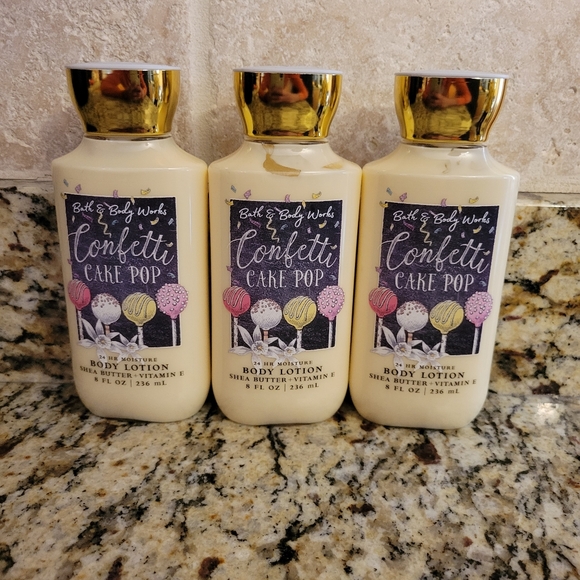 Bath & Body Works
Confetti
CAKE POP
24 HR MOISTURE
BODY LOTION
SHEA BUTTER + VITAMIN E
8 FL OZ | 236 mL
Bath & Body Works
Confetti
CAKE POP
24 HR MOISTURE
BODY LOTION
SHEA BUTTER + VITAMIN E
8 FL OZ | 236 mL
Bath & Body Works
Confetti
CAKE POP
24 HR MOISTURE
BODY LOTION
SHEA BUTTER + VITAMIN E
8 FL OZ | 236 mL